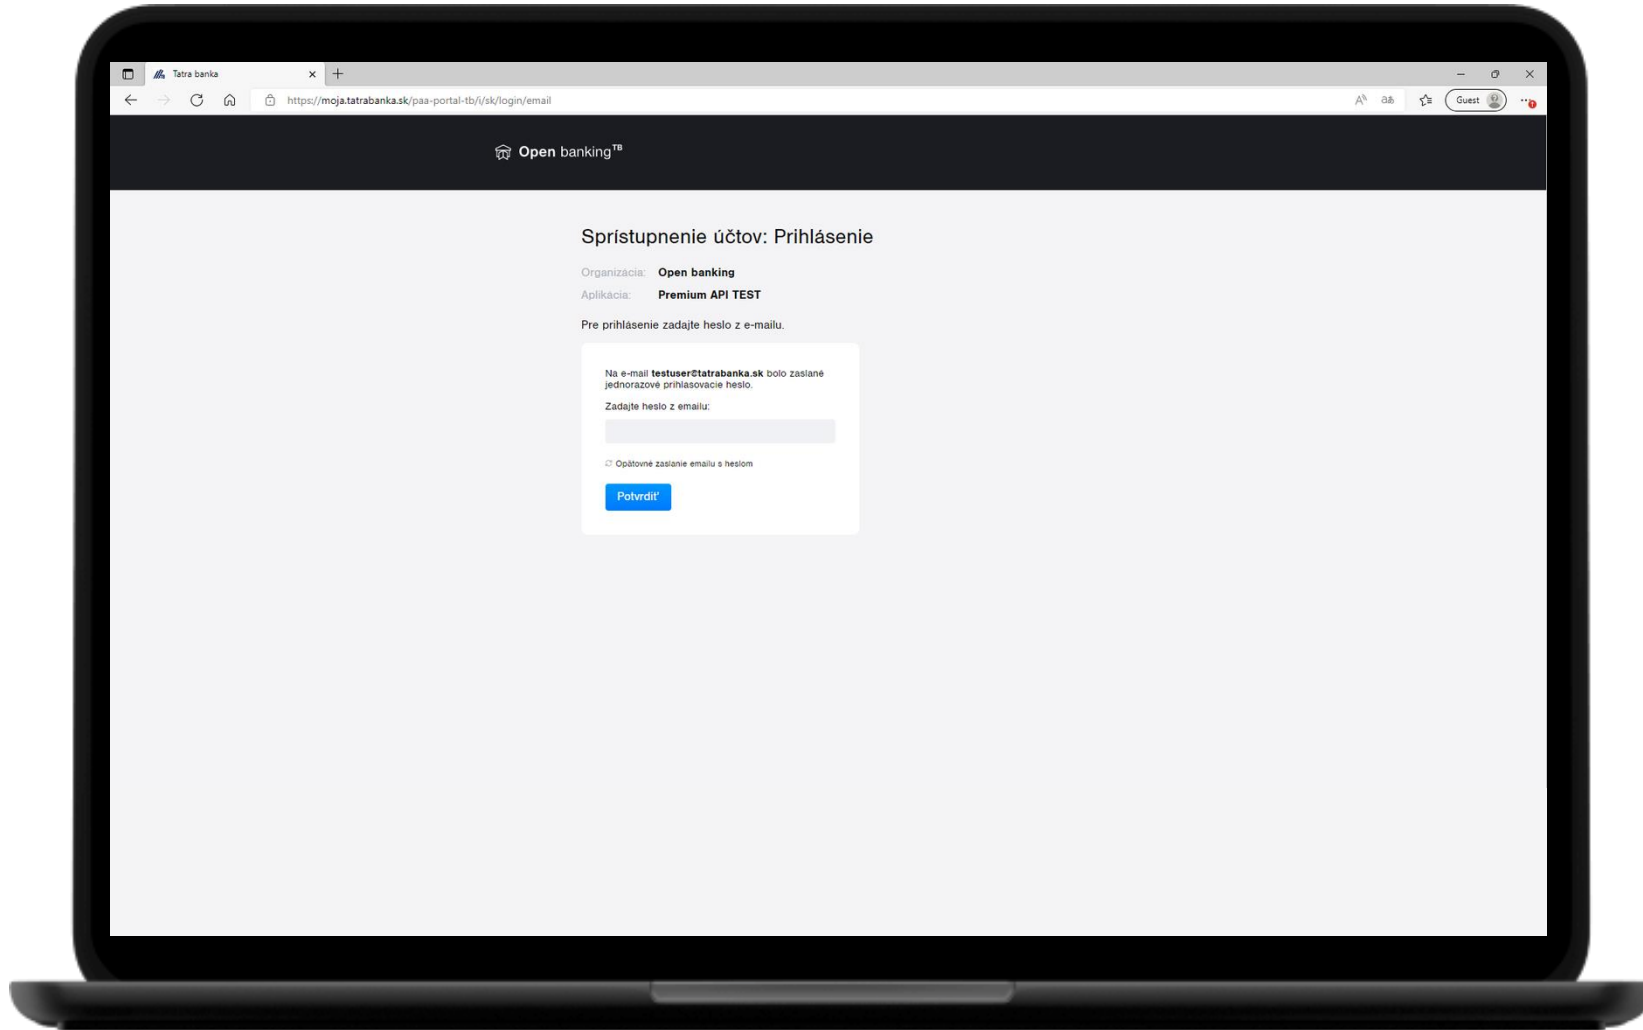 Tatra banka
https://moja.tatrabanka.sk/paa-portal-tb/i/sk/login/email
Guest
Open banking TB
Sprístupnenie účtov: Prihlásenie
Organizácia: Open banking
Aplikácia: Premium API TEST
Pre prihlásenie zadajte heslo z e-mailu.
Na e-mail testuser@tatrabanka.sk bolo zaslané
jednorazové prihlasovacie heslo.
Zadajte heslo z emailu:
Opätovné zaslanie emailu s heslom
Potvrdiť